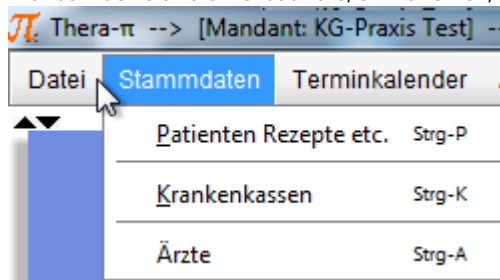 Thera-π --> [Mandant: KG-Praxis Test] --
Datei Stammdaten Terminkalender
Patienten Rezepte etc. Strg-P
Krankenkassen Strg-K
Ärzte Strg-A